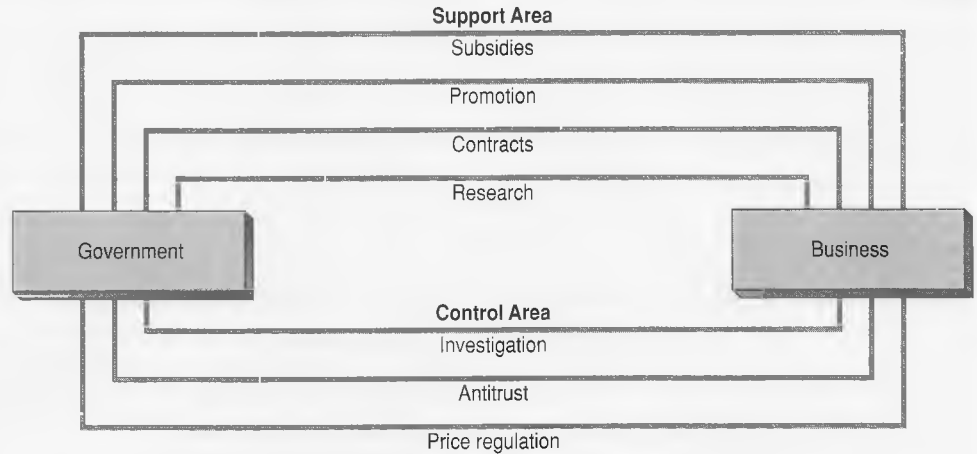 Support Area
Subsidies
Promotion
Contracts
Research
Government
Business
Control Area
Investigation
Antitrust
Price regulation